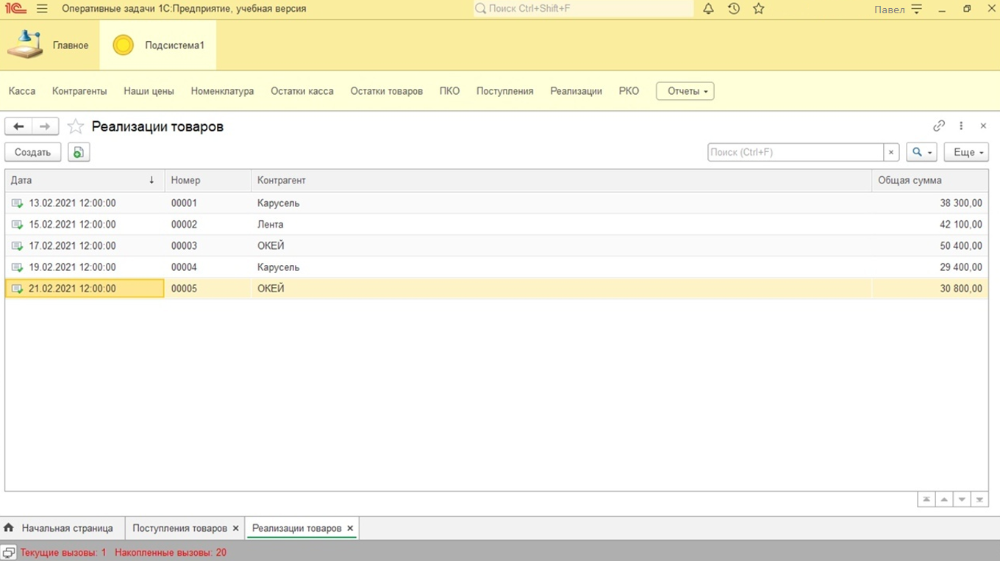 1С Оперативные задачи 1С:Предприятие, учебная версия Поиск Ctrl+Shift+F Павел
Главное Подсистема1
Касса Контрагенты Наши цены Номенклатура Остатки касса Остатки товаров ПКО Поступления Реализации РКО Отчеты
Реализации товаров
Создать Поиск (Ctrl+F) × Еще
Дата ↓ Номер Контрагент Общая сумма
13.02.2021 12:00:00 00001 Карусель 38 300,00
15.02.2021 12:00:00 00002 Лента 42 100,00
17.02.2021 12:00:00 00003 ОКЕЙ 50 400,00
19.02.2021 12:00:00 00004 Карусель 29 400,00
21.02.2021 12:00:00 00005 ОКЕЙ 30 800,00
Начальная страница Поступления товаров × Реализации товаров ×
Текущие вызовы: 1 Накопленные вызовы: 20